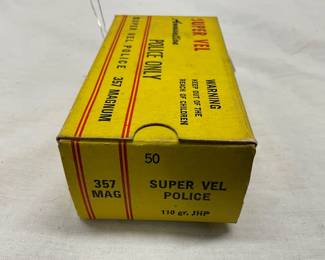 SUPER VEL
Ammunition
POLICE ONLY
WARNING
KEEP OUT OF THE
REACH OF CHILDREN
SUPER VEL POLICE 357 MAGNUM
50
357
MAG
SUPER VEL
POLICE
110 gr. JHP